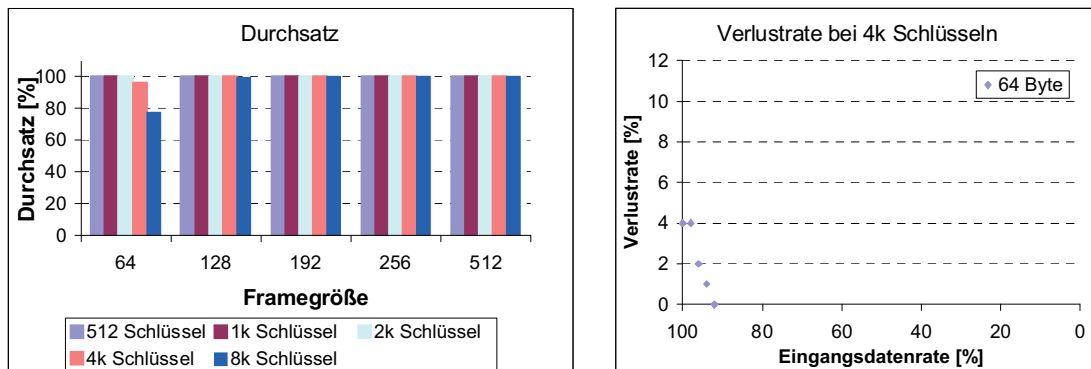 Durchsatz
Durchsatz [%]
100
80
60
40
20
0
64 128 192 256 512
Framegröße
512 Schlüssel 1k Schlüssel 2k Schlüssel
4k Schlüssel 8k Schlüssel
Verlustrate bei 4k Schlüsseln
Verlustrate [%]
12
10
8
6
4
2
0
64 Byte
100 80 60 40 20 0
Eingangsdatenrate [%]